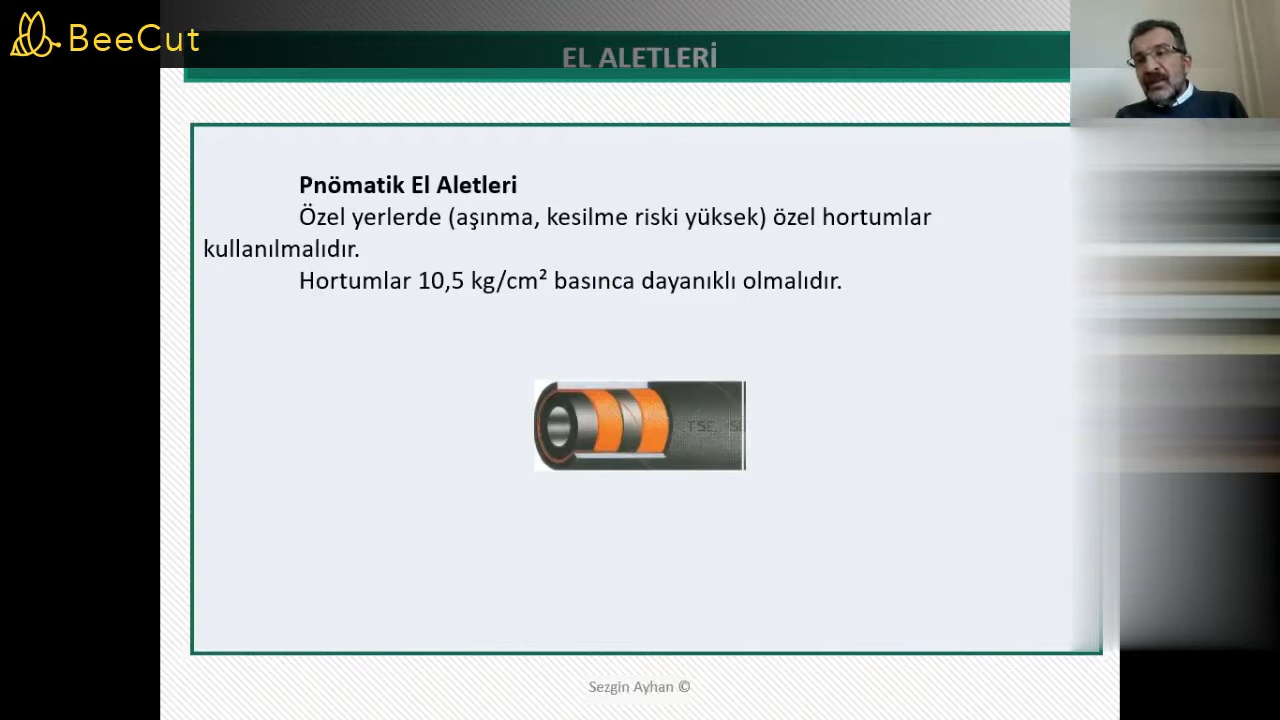 BeeCut
EL ALETLERİ
Pnömatik El Aletleri
Özel yerlerde (aşınma, kesilme riski yüksek) özel hortumlar
kullanılmalıdır.
Hortumlar 10,5 kg/cm² basınca dayanıklı olmalıdır.
TSE
Sezgin Ayhan ©